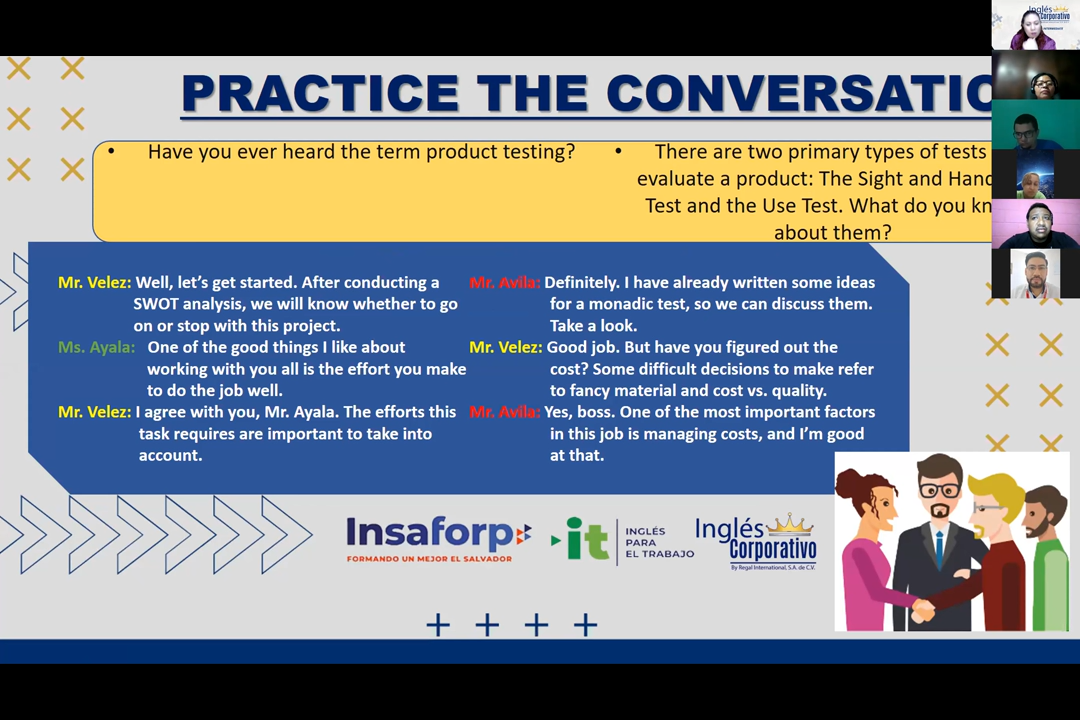 PRACTICE THE CONVERSATIO
• Have you ever heard the term product testing?
• There are two primary types of tests
evaluate a product: The Sight and Hand
Test and the Use Test. What do you kn
about them?
Mr. Velez: Well, let's get started. After conducting a
SWOT analysis, we will know whether to go
on or stop with this project.
Ms. Ayala: One of the good things I like about
working with you all is the effort you make
to do the job well.
Mr. Velez: I agree with you, Mr. Ayala. The efforts this
task requires are important to take into
account.
Mr. Avila: Definitely. I have already written some ideas
for a monadic test, so we can discuss them.
Take a look.
Mr. Velez: Good job. But have you figured out the
cost? Some difficult decisions to make refer
to fancy material and cost vs. quality.
Mr. Avila: Yes, boss. One of the most important factors
in this job is managing costs, and I'm good
at that.
Insaforp
FORMANDO UN MEJOR EL SALVADOR
it
INGLÉS
PARA
EL TRABAJO
Inglés
Corporativo
By Regal International, S.A. de C.V.
Inglés
Corporativo